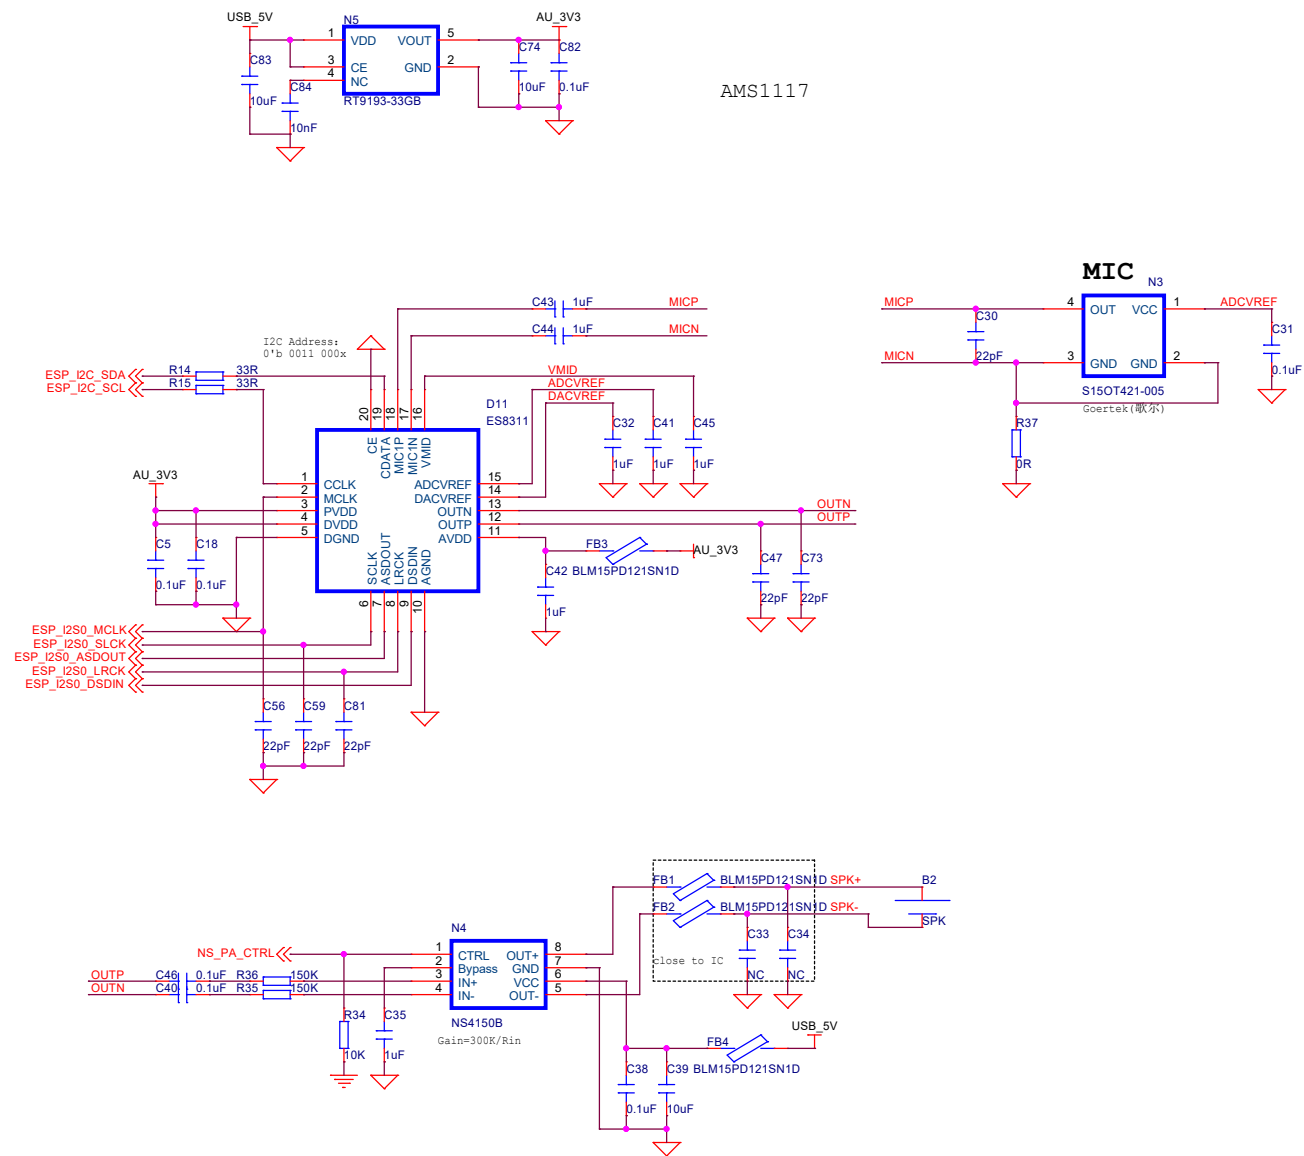 USB_5V N5 AU_3V3
1 VDD VOUT 5
C83 3 CE GND 2 C74 C82
4 NC
C84
10uF RT9193-33GB 10uF 0.1uF
10nF
AMS1117
MIC
N3
MICP 4 OUT VCC 1 ADCVREF
C30 C31
MICN 22pF 3 GND GND 2 0.1uF
S15OT421-005
Goertek(歌尔)
R37
0R
C43 1uF MICP
C44 1uF MICN
I2C Address:
0'b 0011 000x
ESP_I2C_SDA R14 33R
ESP_I2C_SCL R15 33R
VMID
ADCVREF
DACVREF
D11
ES8311
C32 C41 C45
1uF 1uF 1uF
20 19 18 17 16
CE CDATA MIC1P MIC1N VMID
AU_3V3
1 CCLK ADCVREF 15
2 MCLK DACVREF 14
3 PVDD OUTN 13 OUTN
4 DVDD OUTP 12 OUTP
5 DGND AVDD 11
SCLK ASDOUT LRCK DSDIN AGND
6 7 8 9 10
C5 C18
0.1uF 0.1uF
FB3 AU_3V3
C42 BLM15PD121SN1D
1uF
C47 C73
22pF 22pF
ESP_I2S0_MCLK
ESP_I2S0_SLCK
ESP_I2S0_ASDOUT
ESP_I2S0_LRCK
ESP_I2S0_DSDIN
C56 C59 C81
22pF 22pF 22pF
FB1 BLM15PD121SN1D SPK+ B2
FB2 BLM15PD121SN1D SPK- SPK
C33 C34
close to IC
NC NC
N4
NS_PA_CTRL 1 CTRL OUT+ 8
2 Bypass GND 7
OUTP C46 0.1uF R36 150K 3 IN+ VCC 6
OUTN C40 0.1uF R35 150K 4 IN- OUT- 5
R34 C35 NS4150B
10K 1uF Gain=300K/Rin
USB_5V
FB4
C38 C39 BLM15PD121SN1D
0.1uF 10uF